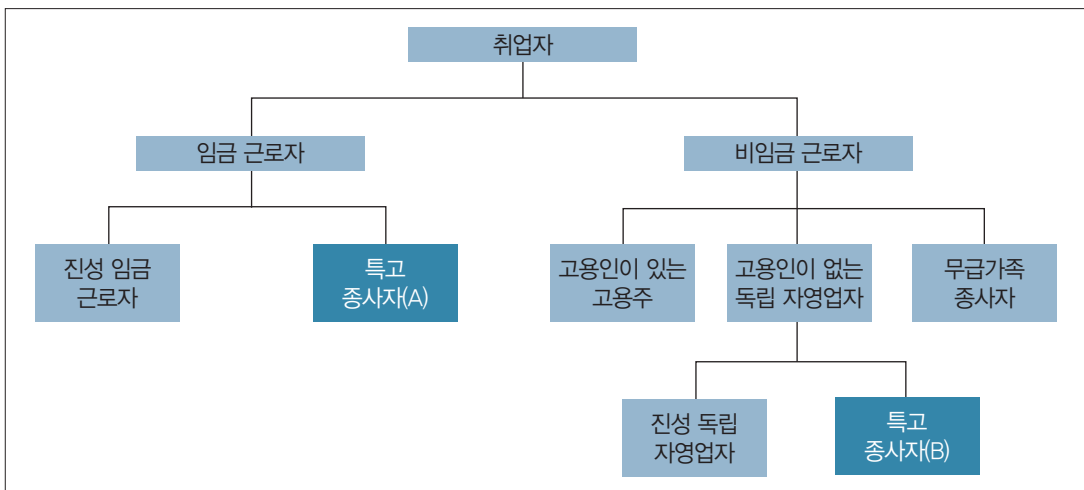 취업자
임금 근로자
비임금 근로자
진성 임금
근로자
특고
종사자(A)
고용인이 있는
고용주
고용인이 없는
독립 자영업자
무급가족
종사자
진성 독립
자영업자
특고
종사자(B)